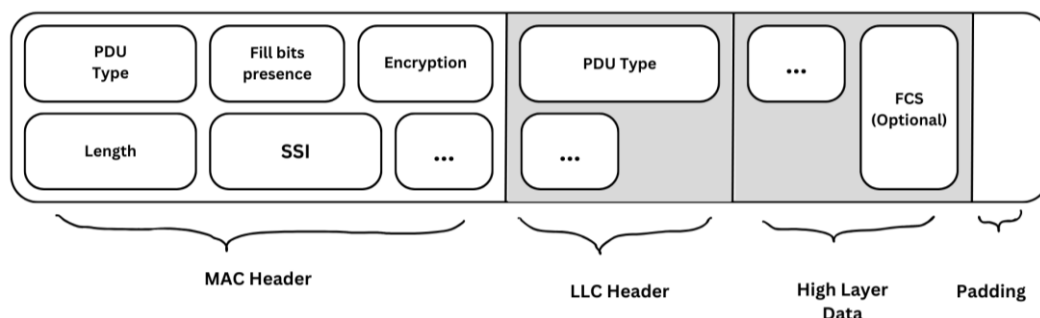 PDU
Type
Fill bits
presence
Encryption
Length
SSI
...
PDU Type
...
...
FCS
(Optional)
MAC Header
LLC Header
High Layer
Data
Padding